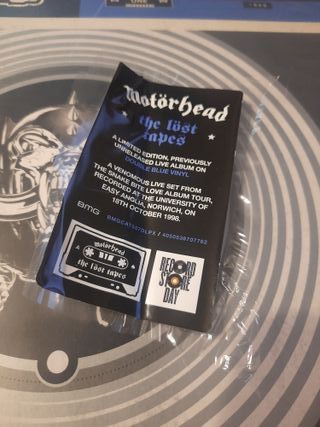 Motörhead
the löst
tapes
A LIMITED EDITION, PREVIOUSLY
UNRELEASED LIVE ALBUM ON
DOUBLE BLUE VINYL
A VENOMOUS LIVE SET FROM
THE SNAKE BITE LOVE ALBUM TOUR,
RECORDED AT THE UNIVERSITY OF
EAST ANGLIA, NORWICH, ON
18TH OCTOBER 1998.
BMG
motörhead
the löst tapes
RECORD
STORE
DAY